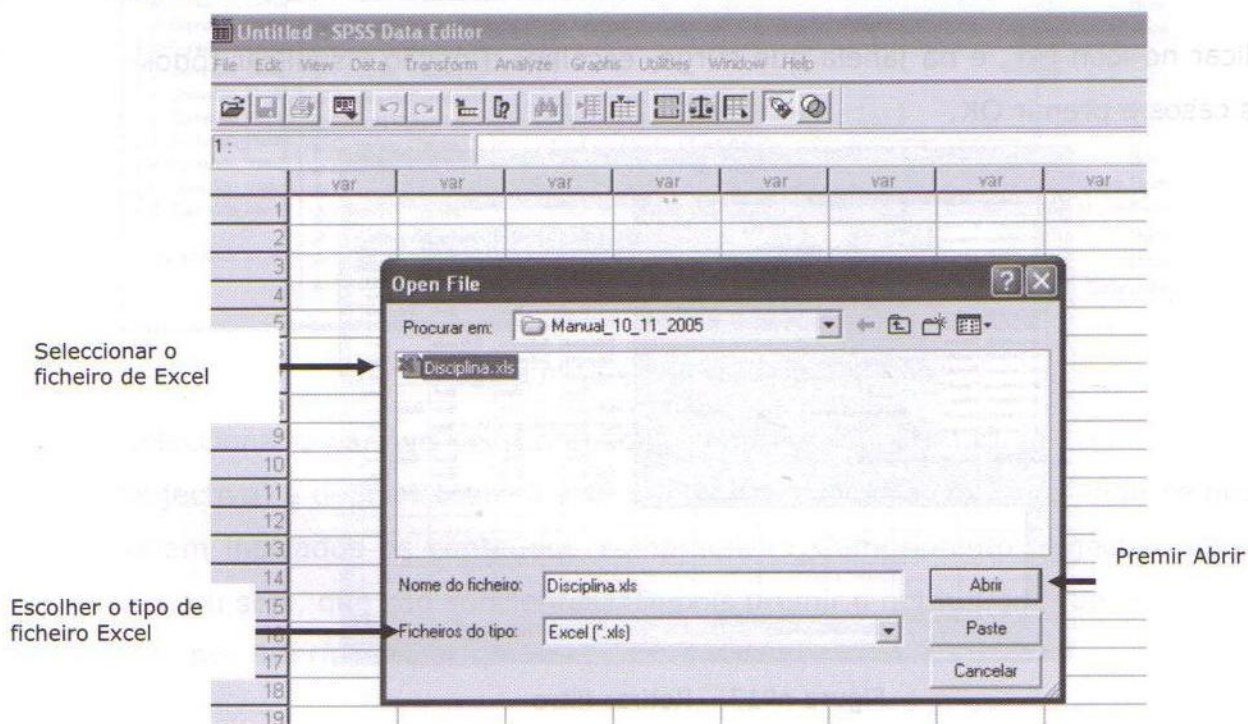 Untitled - SPSS Data Editor
File Edit View Data Transform Analyze Graphs Utilities Window Help
1:
var var var var var var var var
1
2
3
4
5
9
10
11
12
13
14
15
16
17
18
19
Open File
Procurar em: Manual_10_11_2005
Disciplina.xls
Nome do ficheiro: Disciplina.xls
Abrir
Ficheiros do tipo: Excel (*.xls)
Paste
Cancelar
Seleccionar o
ficheiro de Excel
Escolher o tipo de
ficheiro Excel
Premir Abrir